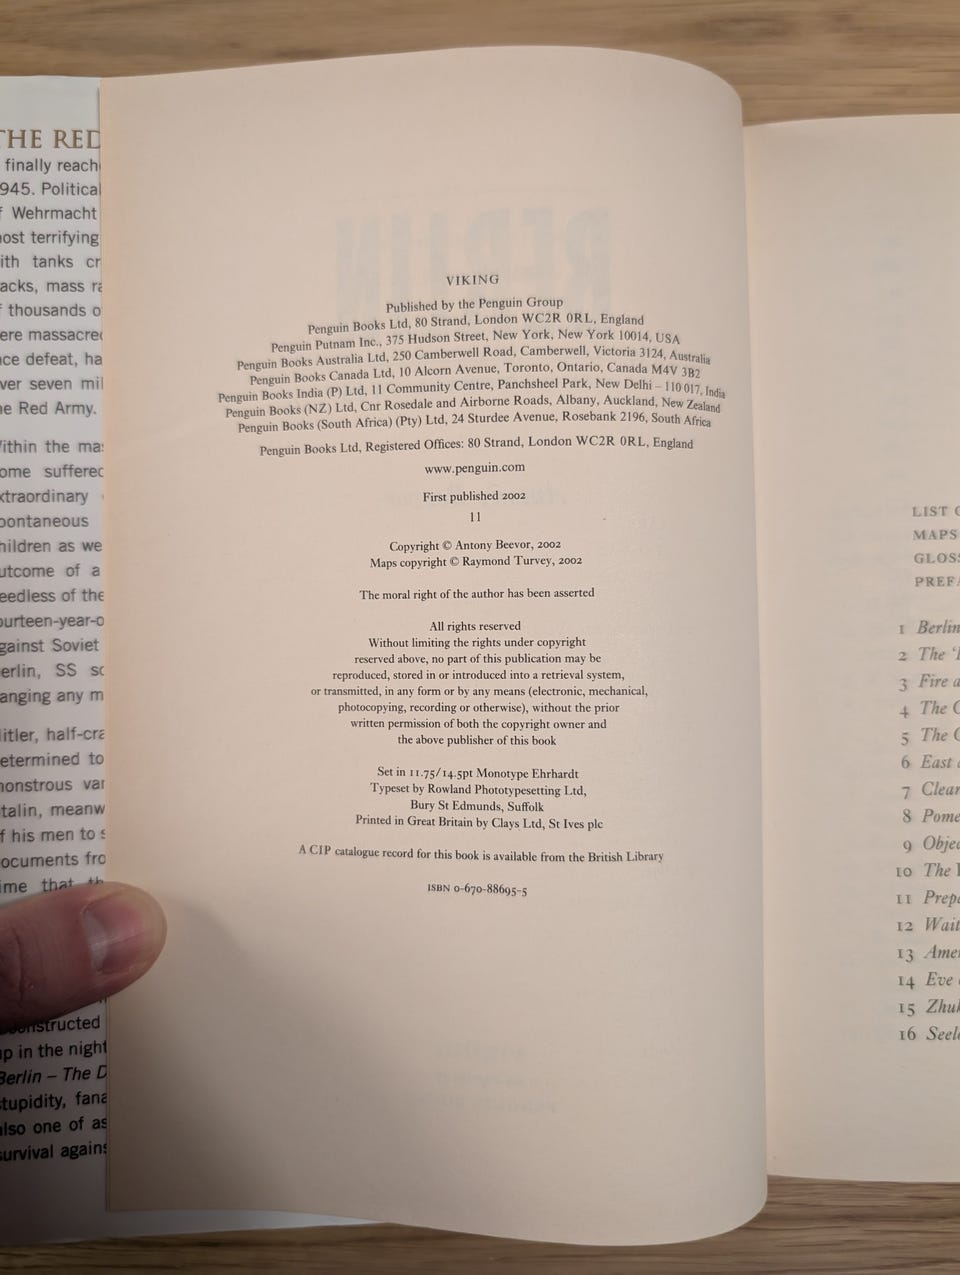 THE RED
finally reach
945. Political
Wehrmacht
ost terrifying
ith tanks cr
acks, mass ra
thousands o
ere massacred
ce defeat, ha
ver seven mil
e Red Army.
ithin the mas
ome suffered
xtraordinary
pontaneous
hildren as we
utcome of a
eedless of the
ourteen-year-o
gainst Soviet
erlin, SS so
anging any m
itler, half-cra
etermined to
monstrous var
talin, meanw
f his men to s
ocuments fro
ime that th
constructed
up in the night
Berlin – The D
tupidity, fana
also one of as
survival agains
BERLIN
VIKING
Published by the Penguin Group
Penguin Books Ltd, 80 Strand, London WC2R 0RL, England
Penguin Putnam Inc., 375 Hudson Street, New York, New York 10014, USA
Penguin Books Australia Ltd, 250 Camberwell Road, Camberwell, Victoria 3124, Australia
Penguin Books Canada Ltd, 10 Alcorn Avenue, Toronto, Ontario, Canada M4V 3B2
Penguin Books India (P) Ltd, 11 Community Centre, Panchsheel Park, New Delhi – 110 017, India
Penguin Books (NZ) Ltd, Cnr Rosedale and Airborne Roads, Albany, Auckland, New Zealand
Penguin Books (South Africa) (Pty) Ltd, 24 Sturdee Avenue, Rosebank 2196, South Africa
Penguin Books Ltd, Registered Offices: 80 Strand, London WC2R 0RL, England
www.penguin.com
First published 2002
11
Copyright © Antony Beevor, 2002
Maps copyright © Raymond Turvey, 2002
The moral right of the author has been asserted
All rights reserved
Without limiting the rights under copyright
reserved above, no part of this publication may be
reproduced, stored in or introduced into a retrieval system,
or transmitted, in any form or by any means (electronic, mechanical,
photocopying, recording or otherwise), without the prior
written permission of both the copyright owner and
the above publisher of this book
Set in 11.75/14.5pt Monotype Ehrhardt
Typeset by Rowland Phototypesetting Ltd,
Bury St Edmunds, Suffolk
Printed in Great Britain by Clays Ltd, St Ives plc
A CIP catalogue record for this book is available from the British Library
ISBN 0-670-88695-5
LIST
MAPS
GLOSS
PREFA
1 Berlin
2 The ‘
3 Fire a
4 The
5 The
6 East
7 Clear
8 Pome
9 Objec
10 The
11 Prepa
12 Wait
13 Amer
14 Eve
15 Zhuk
16 Seelo